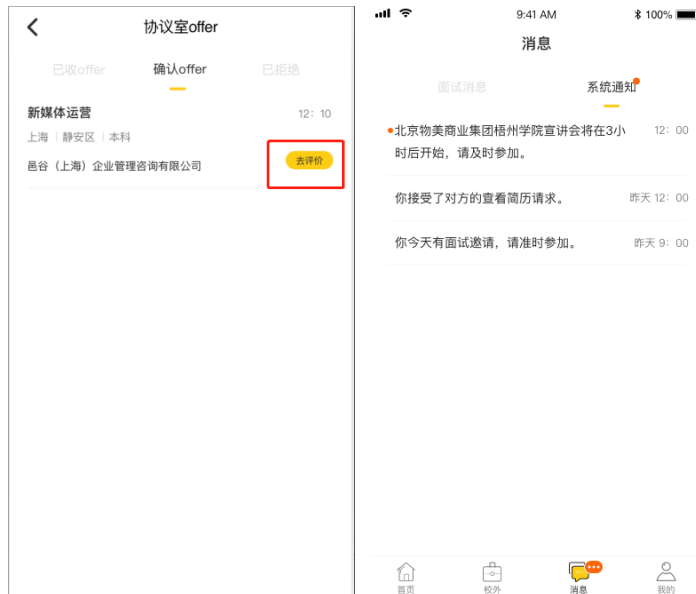 协议室offer
已收offer
确认offer
已拒绝
新媒体运营
12：10
上海 静安区 本科
邑谷（上海）企业管理咨询有限公司
去评价
9:41 AM
100%
消息
面试消息
系统通知
北京物美商业集团梧州学院宣讲会将在3小
12：00
时后开始，请及时参加。
你接受了对方的查看简历请求。
昨天 12：00
你今天有面试邀请，请准时参加。
昨天 9：00
首页
校外
消息
我的